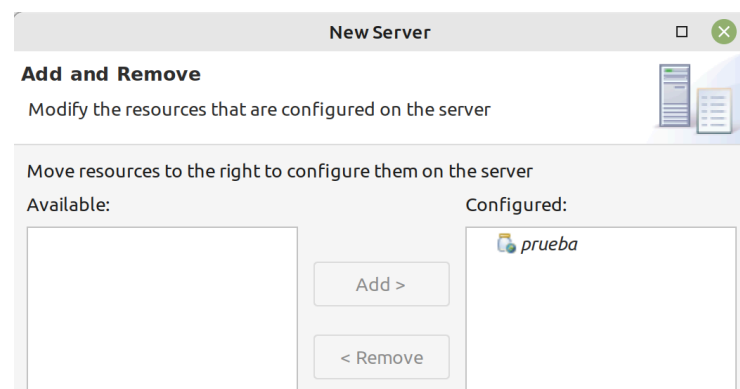 New Server
Add and Remove
Modify the resources that are configured on the server
Move resources to the right to configure them on the server
Available:
Configured:
prueba
Add >
< Remove